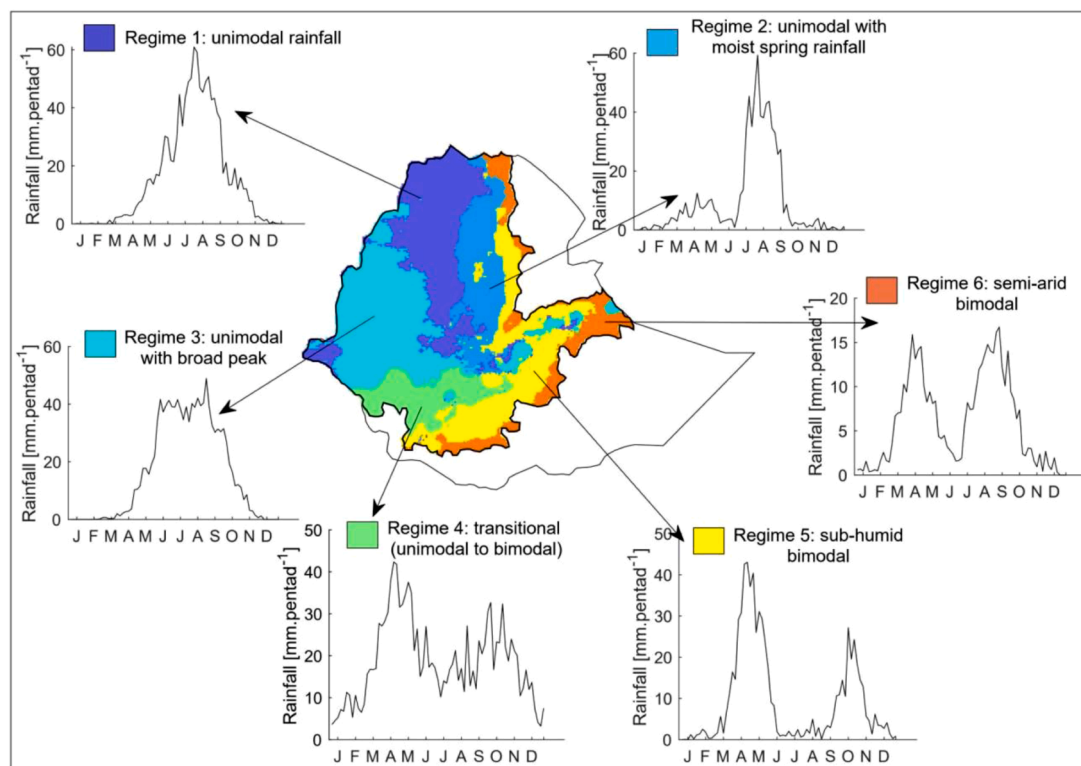 Regime 1: unimodal rainfall
Rainfall [mm.pentad⁻¹]
60
40
20
0
J F M A M J J A S O N D
Regime 2: unimodal with
moist spring rainfall
Rainfall [mm.pentad⁻¹]
60
40
20
0
J F M A M J J A S O N D
Regime 3: unimodal
with broad peak
Rainfall [mm.pentad⁻¹]
60
40
20
0
J F M A M J J A S O N D
Regime 6: semi-arid
bimodal
Rainfall [mm.pentad⁻¹]
20
15
10
5
0
J F M A M J J A S O N D
Regime 4: transitional
(unimodal to bimodal)
Rainfall [mm.pentad⁻¹]
50
40
30
20
10
0
J F M A M J J A S O N D
Regime 5: sub-humid
bimodal
Rainfall [mm.pentad⁻¹]
50
40
30
20
10
0
J F M A M J J A S O N D